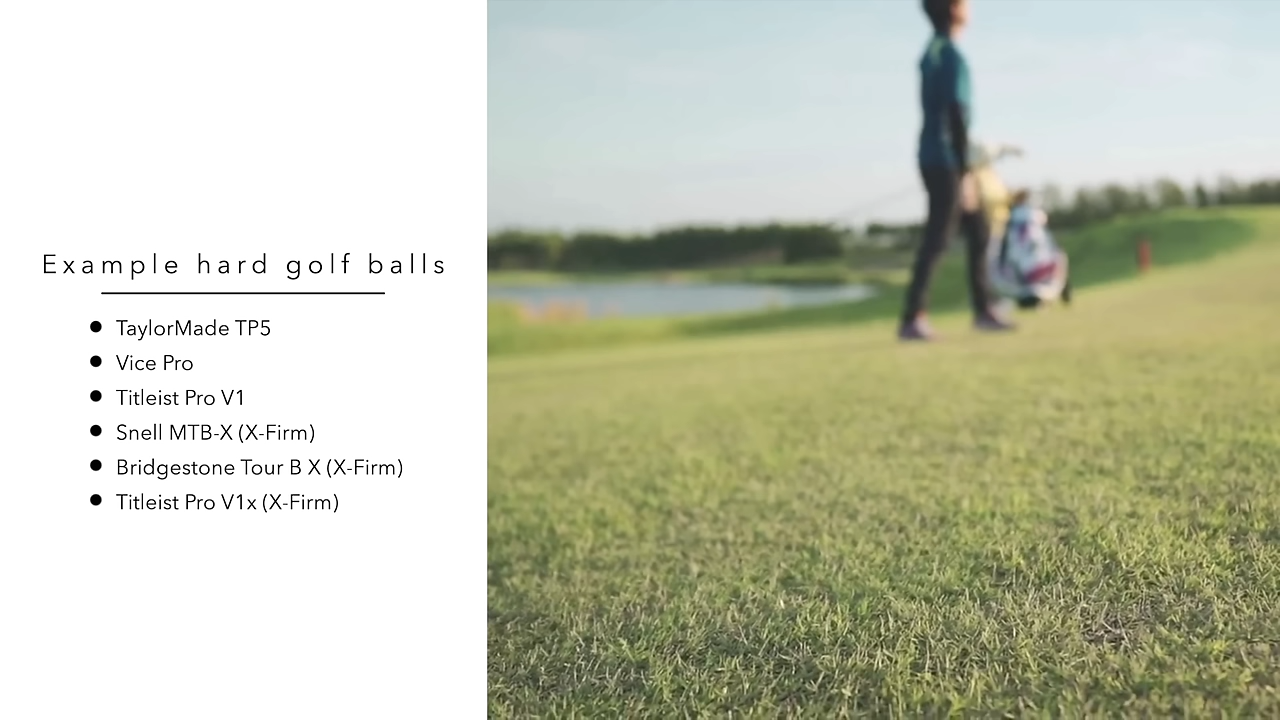 Example hard golf balls
● TaylorMade TP5
● Vice Pro
● Titleist Pro V1
● Snell MTB-X (X-Firm)
● Bridgestone Tour B X (X-Firm)
● Titleist Pro V1x (X-Firm)